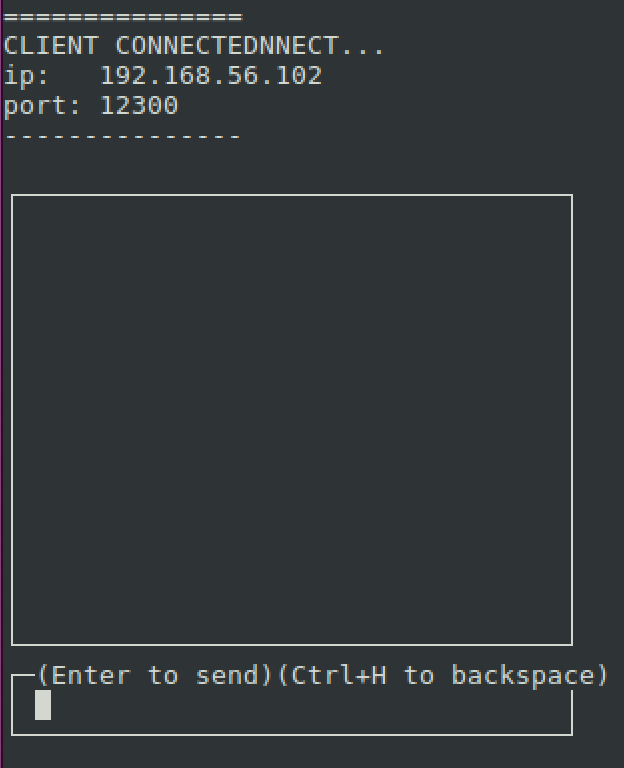 ===============
CLIENT CONNECTEDNNECT...
ip:   192.168.56.102
port: 12300
---------------
(Enter to send)(Ctrl+H to backspace)